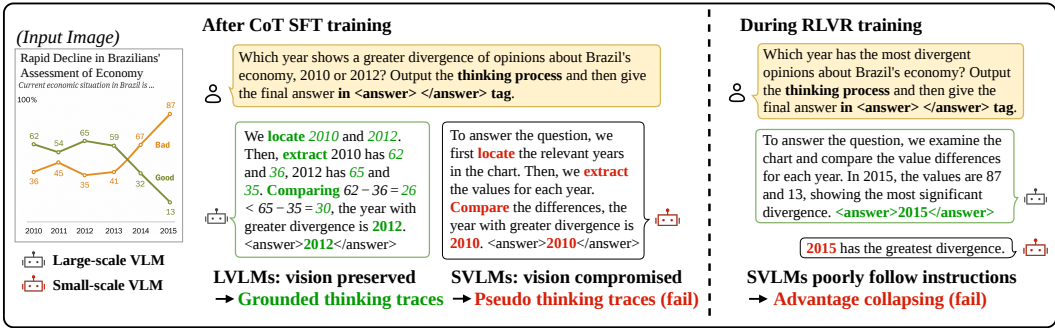 (Input Image)
Rapid Decline in Brazilians'
Assessment of Economy
Current economic situation in Brazil is ...
100%
87
62
54
65
59
67
Bad
36
45
35
41
32
Good
13
2010 2011 2012 2013 2014 2015
Large-scale VLM
Small-scale VLM
After CoT SFT training
Which year shows a greater divergence of opinions about Brazil's
economy, 2010 or 2012? Output the thinking process and then give
the final answer in <answer> </answer> tag.
We locate 2010 and 2012.
Then, extract 2010 has 62
and 36, 2012 has 65 and
35. Comparing 62 − 36 = 26
< 65 − 35 = 30, the year with
greater divergence is 2012.
<answer>2012</answer>
LVLMs: vision preserved
→ Grounded thinking traces
To answer the question, we
first locate the relevant years
in the chart. Then, we extract
the values for each year.
Compare the differences, the
year with greater divergence is
2010. <answer>2010</answer>
SVLMs: vision compromised
→ Pseudo thinking traces (fail)
During RLVR training
Which year has the most divergent
opinions about Brazil's economy? Output
the thinking process and then give the
final answer in <answer> </answer> tag.
To answer the question, we examine the
chart and compare the value differences
for each year. In 2015, the values are 87
and 13, showing the most significant
divergence. <answer>2015</answer>
2015 has the greatest divergence.
SVLMs poorly follow instructions
→ Advantage collapsing (fail)